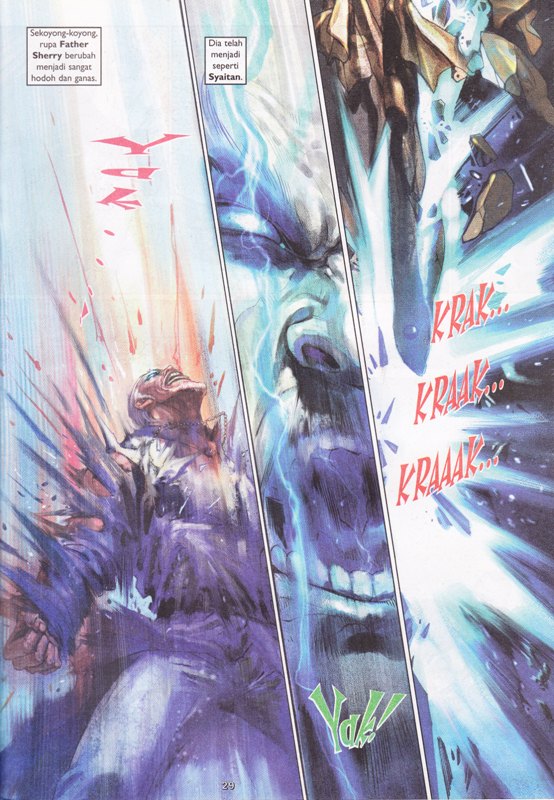 Sekoyong-koyong,
rupa Father
Sherry berubah
menjadi sangat
hodoh dan ganas.
Dia telah
menjadi
seperti
Syaitan.
KRAK...
KRAAK...
KRAAAK...
Yak!
29